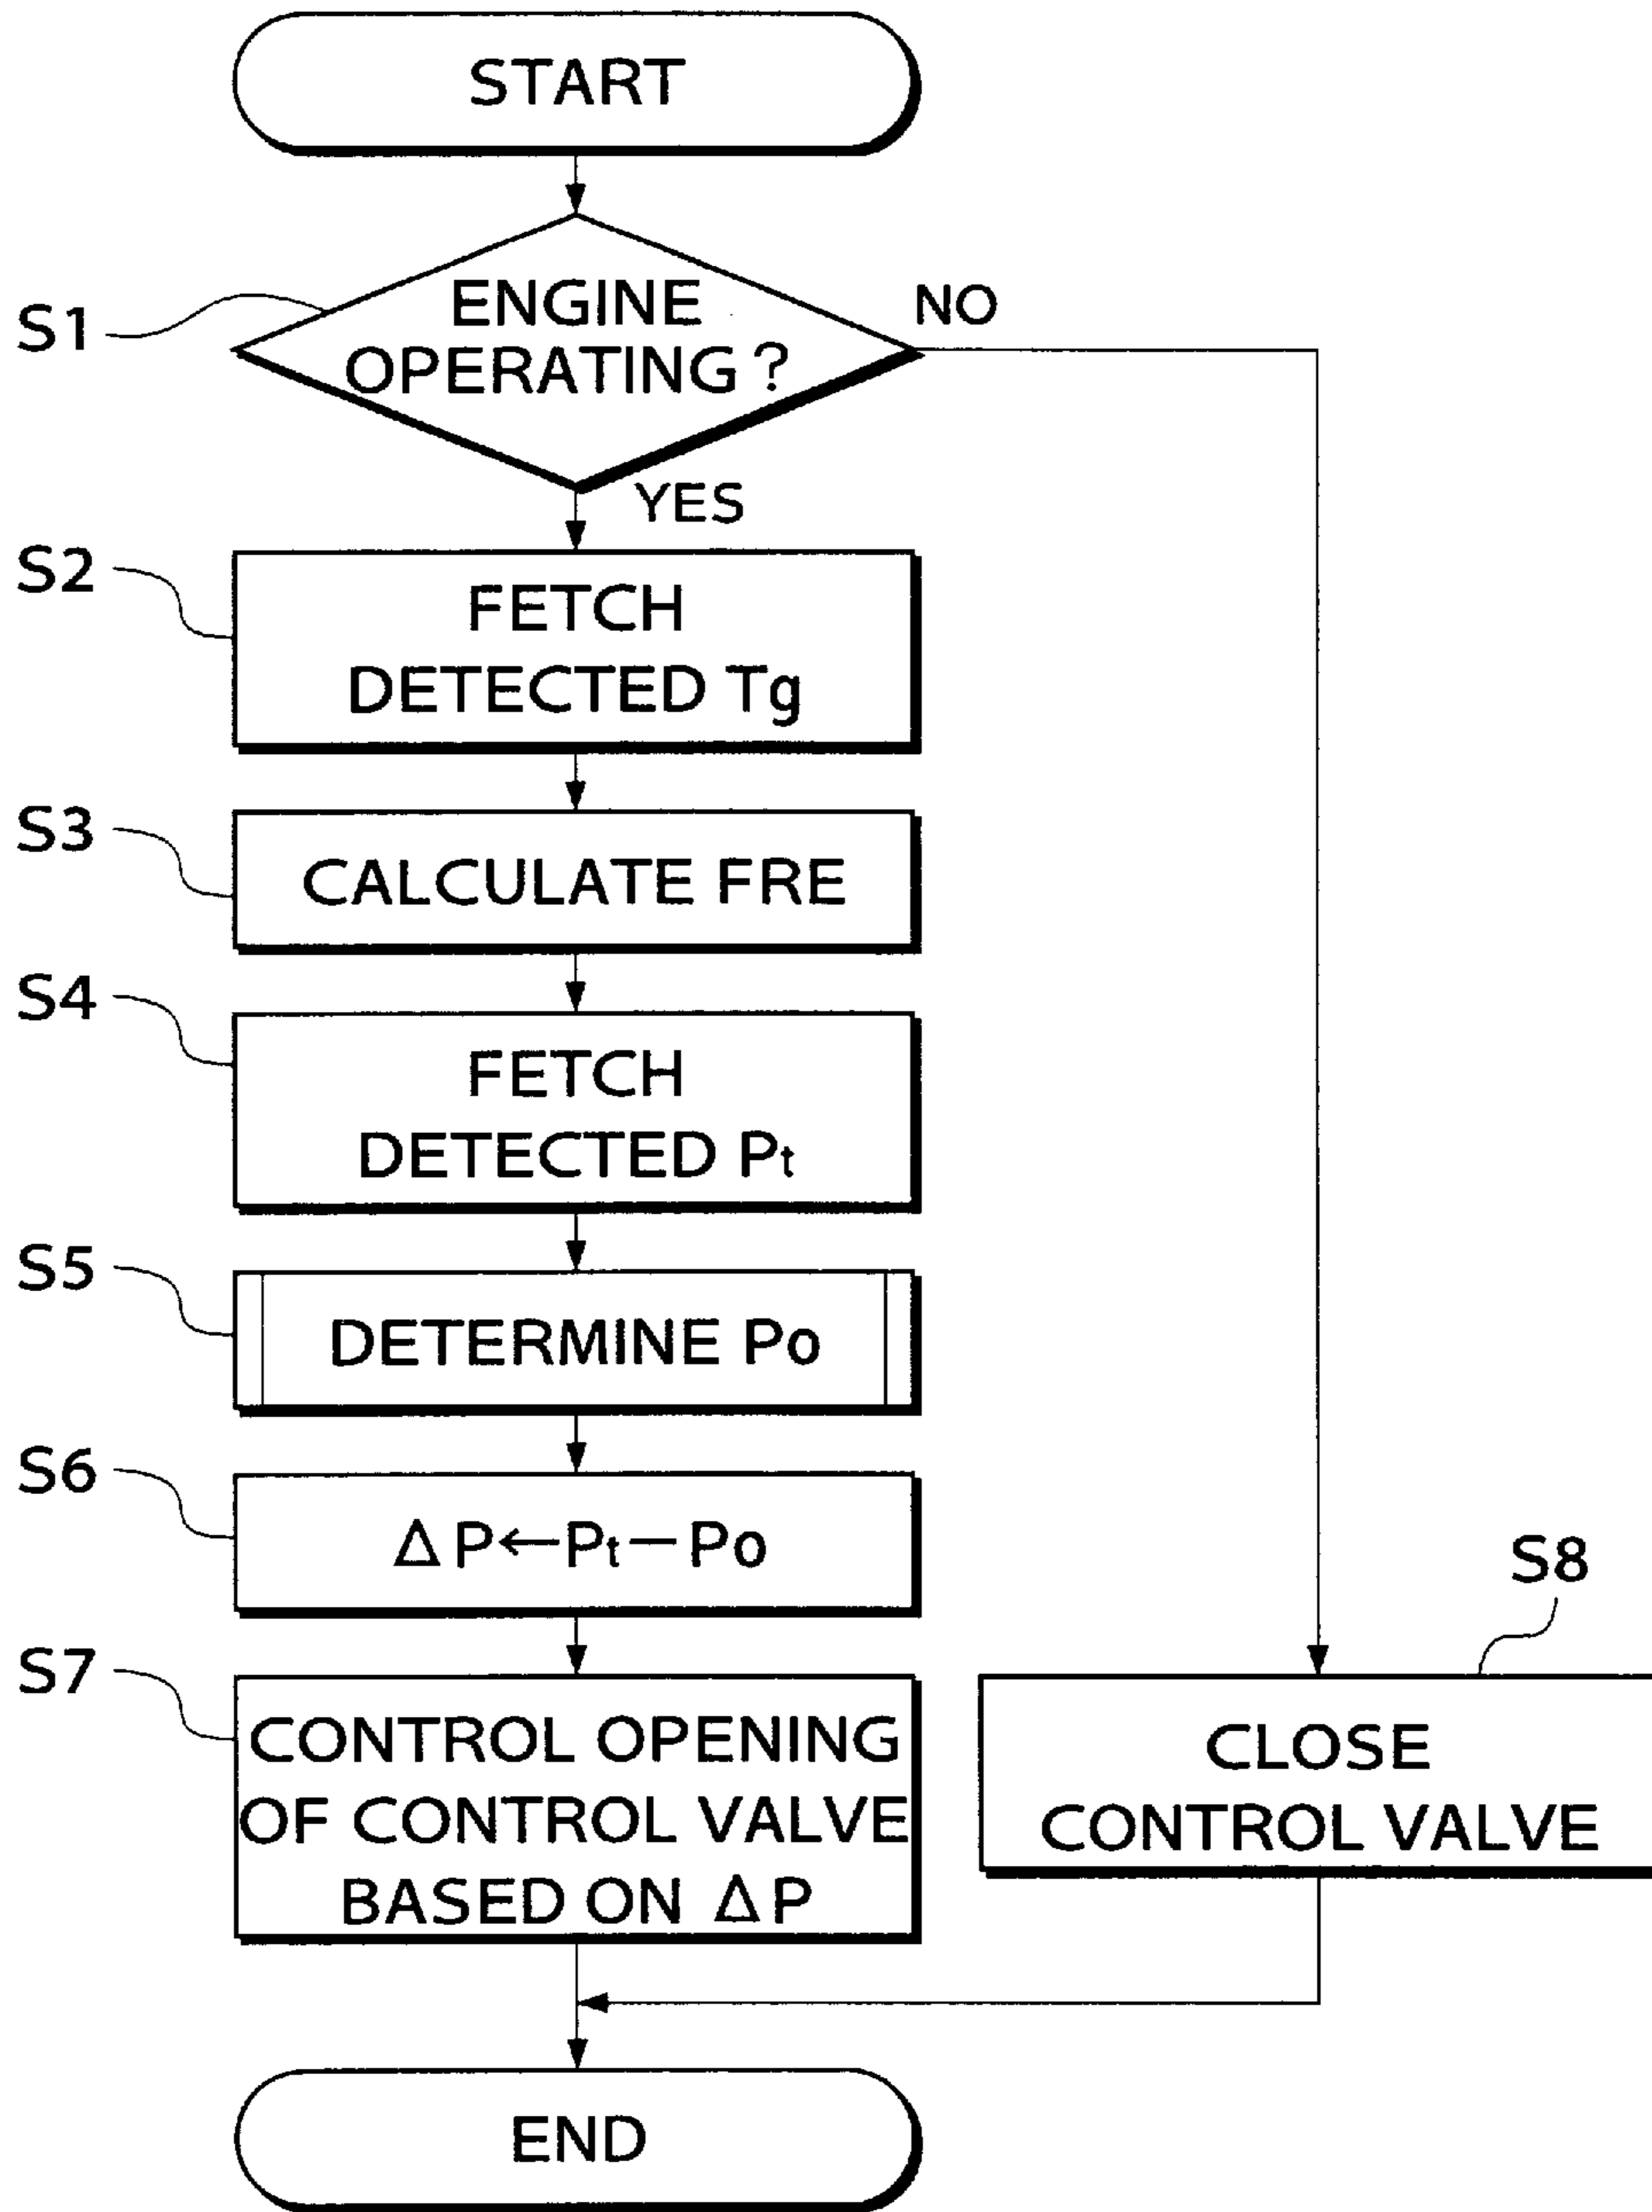 START
S1
ENGINE
OPERATING?
NO
YES
S2
FETCH
DETECTED Tg
S3
CALCULATE FRE
S4
FETCH
DETECTED Pt
S5
DETERMINE Po
S6
ΔP←Pt−Po
S7
CONTROL OPENING
OF CONTROL VALVE
BASED ON ΔP
S8
CLOSE
CONTROL VALVE
END